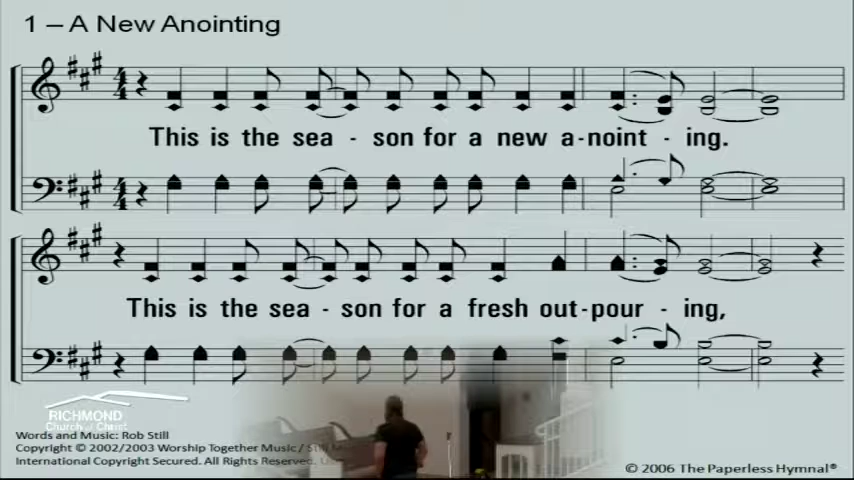 1 – A New Anointing
This is the sea - son for a new a-noint - ing.
This is the sea - son for a fresh out-pour - ing,
RICHMOND
Church of Christ
Words and Music: Rob Still
Copyright © 2002/2003 Worship Together Music /
International Copyright Secured. All Rights Reserved.
© 2006 The Paperless Hymnal®